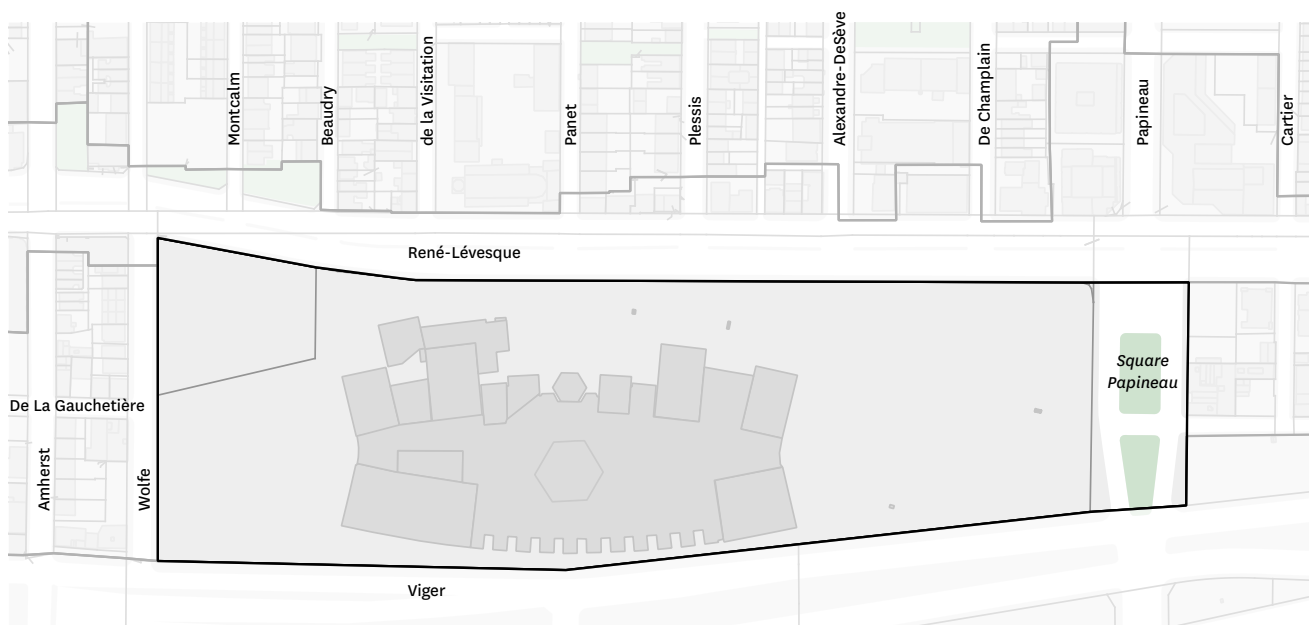 Montcalm
Beaudry
de la Visitation
Panet
Plessis
Alexandre-DeSève
De Champlain
Papineau
Cartier
René-Lévesque
Square
Papineau
De La Gauchetière
Amherst
Wolfe
Viger